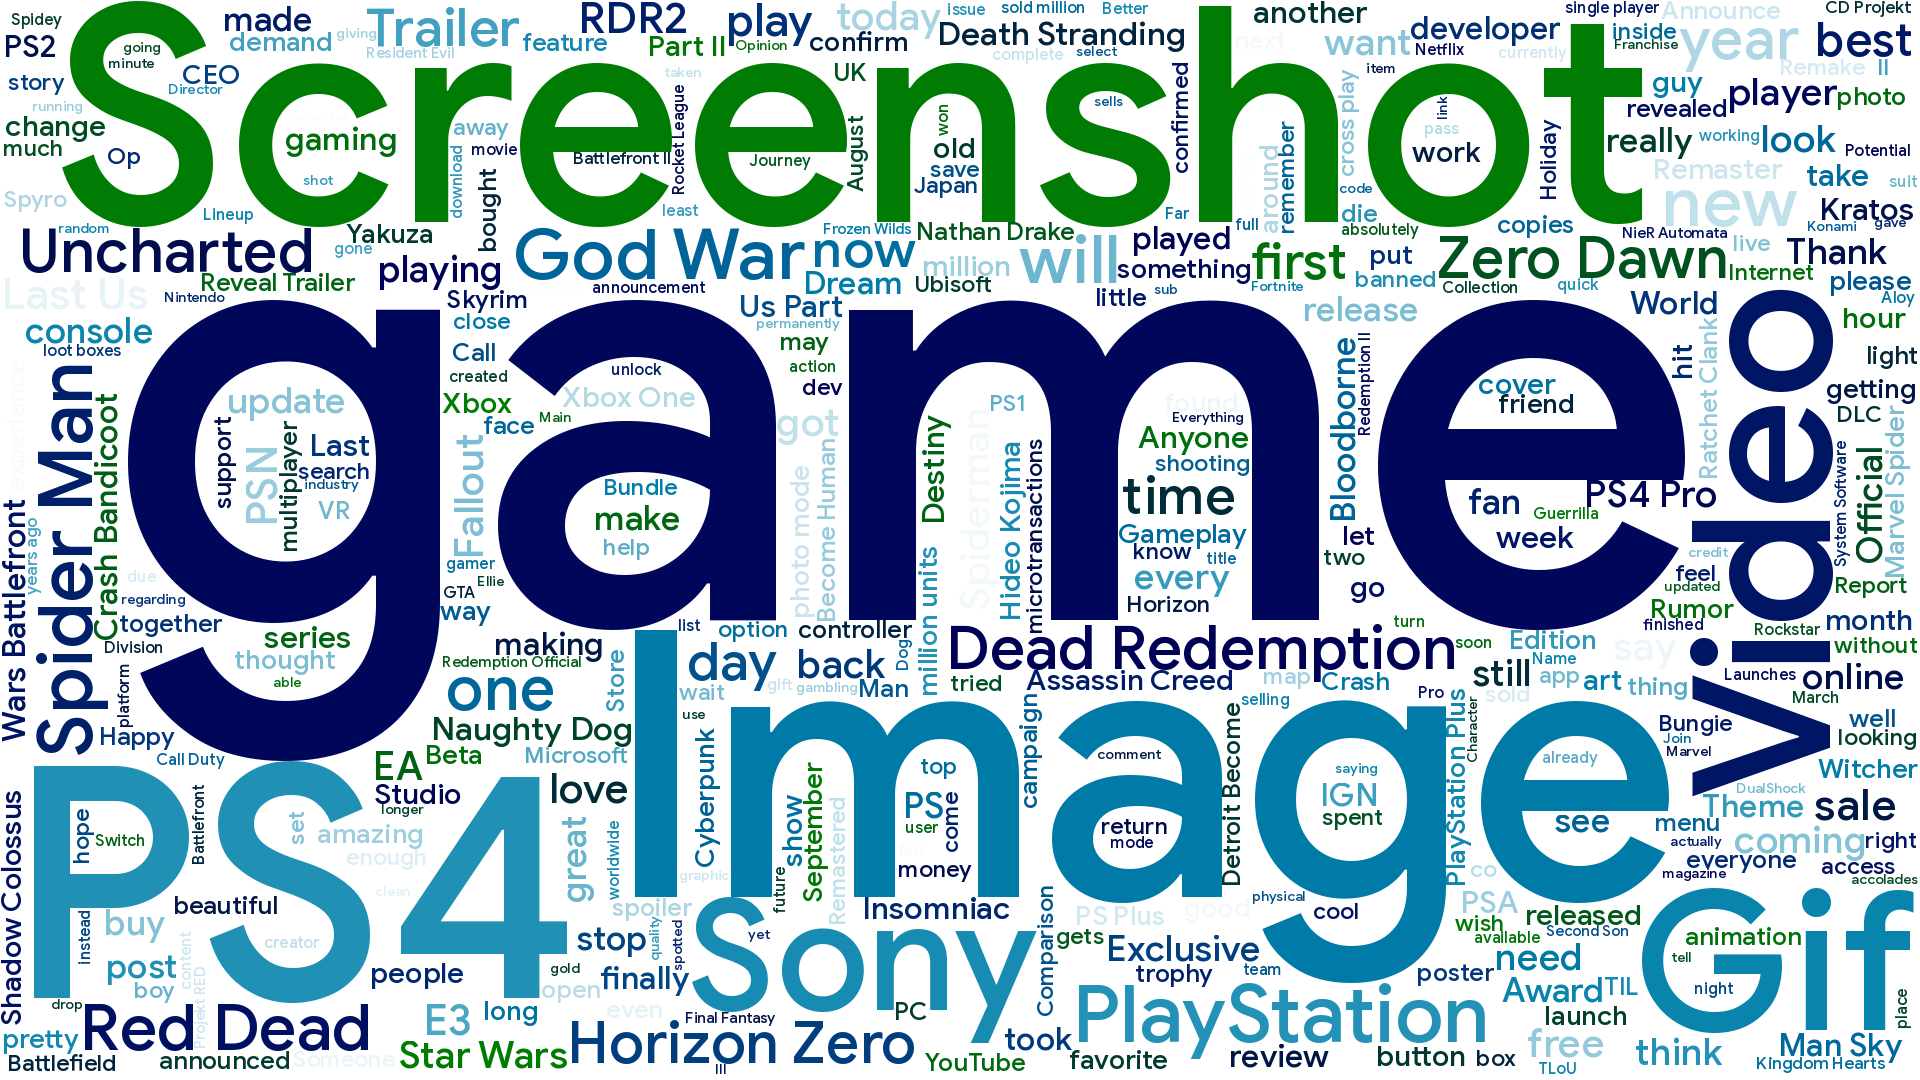 Spidey
made
RDR2
play
today
issue
sold million
Better
another
single player
Announce
CD Projekt
PS2
going
minute
demand
giving
Trailer
feature
Part II
Opinion
confirm
Death Stranding
select
complete
next
want
developer
Netflix
inside
Franchise
year
best
story
CEO
Director
Resident Evil
taken
UK
item
currently
guy
Remake
II
running
Screenshot
revealed
player
photo
change
much
Op
gaming
shot
away
movie
download
Battlefront II
Rocket League
Journey
August
won
old
save
Japan
sells
confirmed
around
remember
cross play
code
link
pass
work
Holiday
really
working
look
Potential
Remaster
take
suit
Spyro
random
Lineup
gone
Yakuza
bought
least
Frozen Wilds
Nathan Drake
Far
full
die
absolutely
copies
new
NieR Automata
Kratos
Konami
gave
Uncharted
Reveal Trailer
playing
God War
now
Dream
million
Ubisoft
will
played
something
first
put
banned
Zero Dawn
Collection
quick
live
Internet
Thank
please
Last Us
Nintendo
Skyrim
announcement
Us Part
little
sub
Fortnite
release
World
Aloy
hour
console
loot boxes
close
Call
created
permanently
may
action
dev
game
Bloodborne
Redemption II
hit
Ratchet Clank
video
light
getting
DLC
experience
Spider Man
Crash Bandicoot
update
support
PSN
multiplayer
Last
search
industry
VR
Xbox
face
Main
Fallout
unlock
Xbox One
Bundle
make
help
got
photo mode
Become Human
Destiny
million units
PS1
Spiderman
Hideo Kojima
microtransactions
found
Everything
Anyone
shooting
time
Gameplay
know
title
every
Horizon
cover
friend
fan
Guerrilla
week
PS4 Pro
let
two
go
credit
feel
updated
Rumor
finished
System Software
Official
Marvel Spider
Report
Rockstar
month
without
Wars Battlefront
years ago
due
regarding
together
Division
series
thought
able
gamer
Ellie
GTA
way
making
list
option
controller
Dog
turn
soon
Redemption Official
Dead Redemption
Edition
Name
app
art
thing
say
Launches
March
online
platform
Happy
Call Duty
one
Naughty Dog
Store
Image
day
wait
use
back
gift
gambling
Man
tried
Assassin Creed
map
Crash
selling
Pro
still
sold
Bungie
Join
Marvel
well
looking
EA
Beta
Microsoft
Studio
longer
love
Cyberpunk
top
campaign
comment
Detroit Become
saying
IGN
spent
PlayStation Plus
Character
already
Witcher
DualShock
Theme
sale
Shadow Colossus
PS4
hope
Switch
Battlefront
set
amazing
enough
clean
great
worldwide
graphic
show
future
September
Remastered
PS
user
come
money
return
mode
see
menu
actually
coming
right
everyone
magazine
access
accolades
buy
instead
beautiful
creator
spoiler
quality
spotted
Sony
yet
Insomniac
Comparison
PS Plus
good
physical
cool
co
PSA
wish
released
available
Second Son
Gif
animation
tell
night
post
boy
content
Projekt RED
people
gold
open
stop
finally
gets
Exclusive
trophy
team
poster
need
Award
TIL
place
drop
pretty
Red Dead
E3
long
even
PC
PlayStation
launch
Battlefield
announced
Someone
Star Wars
Horizon Zero
Final Fantasy
III
YouTube
took
favorite
review
button
box
free
TLoU
think
Man Sky
Kingdom Hearts